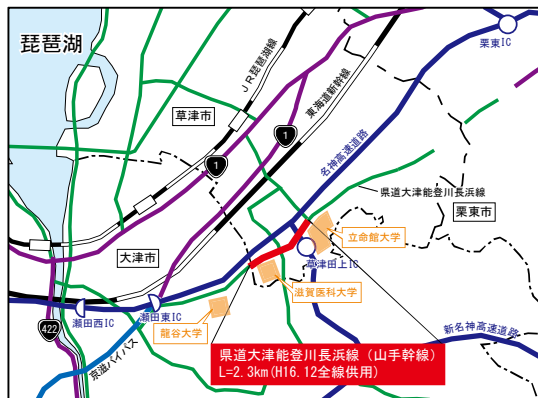 琵琶湖
栗東IC
JR琵琶湖線
東海道新幹線
草津市
1
1
名神高速道路
県道大津能登川長浜線
栗東市
大津市
立命館大学
草津田上IC
滋賀医科大学
瀬田西IC
瀬田東IC
龍谷大学
422
京滋バイパス
新名神高速道路
県道大津能登川長浜線（山手幹線）
L=2.3km(H16.12全線供用)